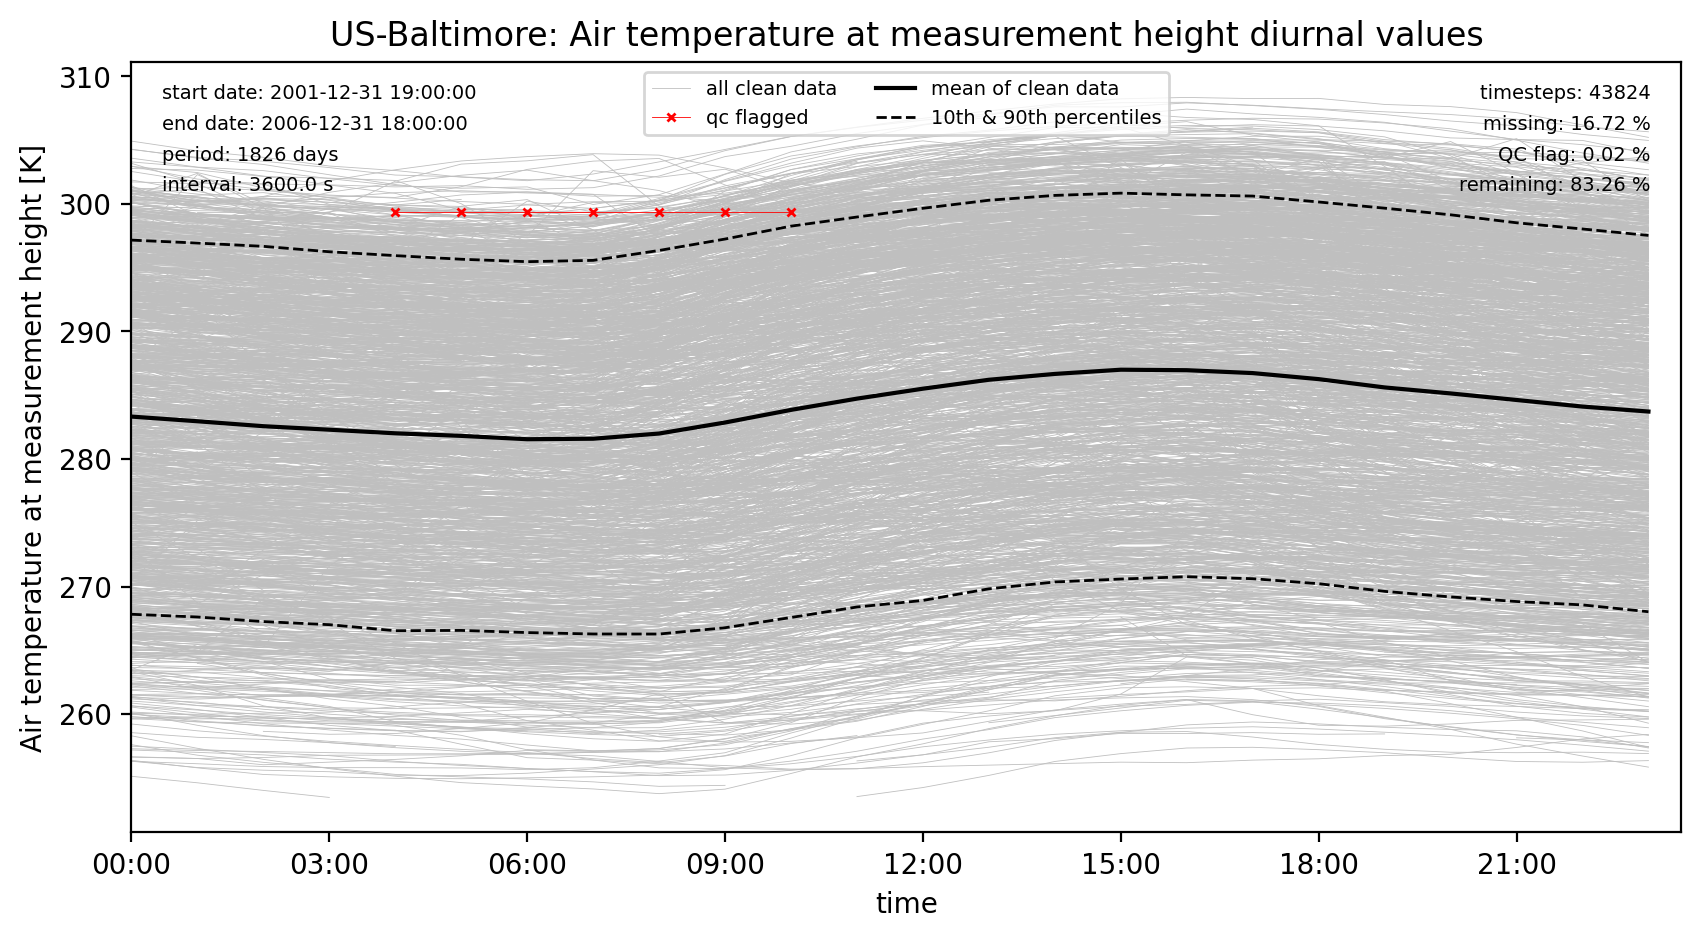 US-Baltimore: Air temperature at measurement height diurnal values
Air temperature at measurement height [K]
310
300
290
280
270
260
start date: 2001-12-31 19:00:00
end date: 2006-12-31 18:00:00
period: 1826 days
interval: 3600.0 s
all clean data
qc flagged
mean of clean data
10th & 90th percentiles
timesteps: 43824
missing: 16.72 %
QC flag: 0.02 %
remaining: 83.26 %
00:00 03:00 06:00 09:00 12:00 15:00 18:00 21:00
time